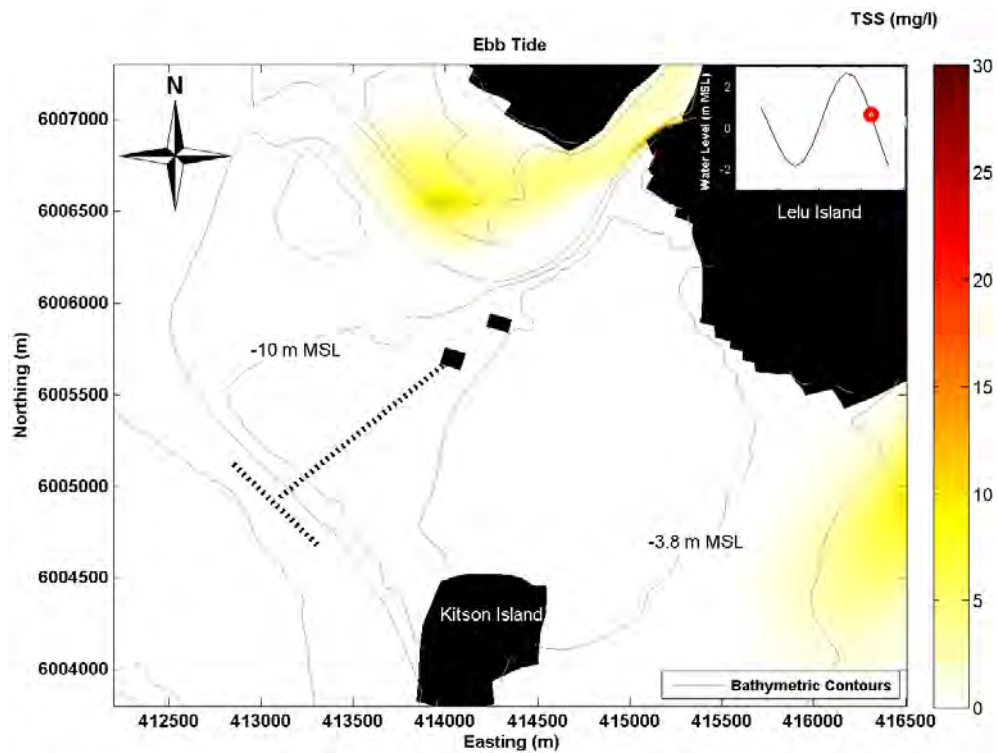 TSS (mg/l)
Ebb Tide
N
Water Level (m MSL)
2
0
-2
Lelu Island
-10 m MSL
-3.8 m MSL
Kitson Island
Bathymetric Contours
Northing (m)
6007000
6006500
6006000
6005500
6005000
6004500
6004000
412500 413000 413500 414000 414500 415000 415500 416000 416500
Easting (m)
30
25
20
15
10
5
0